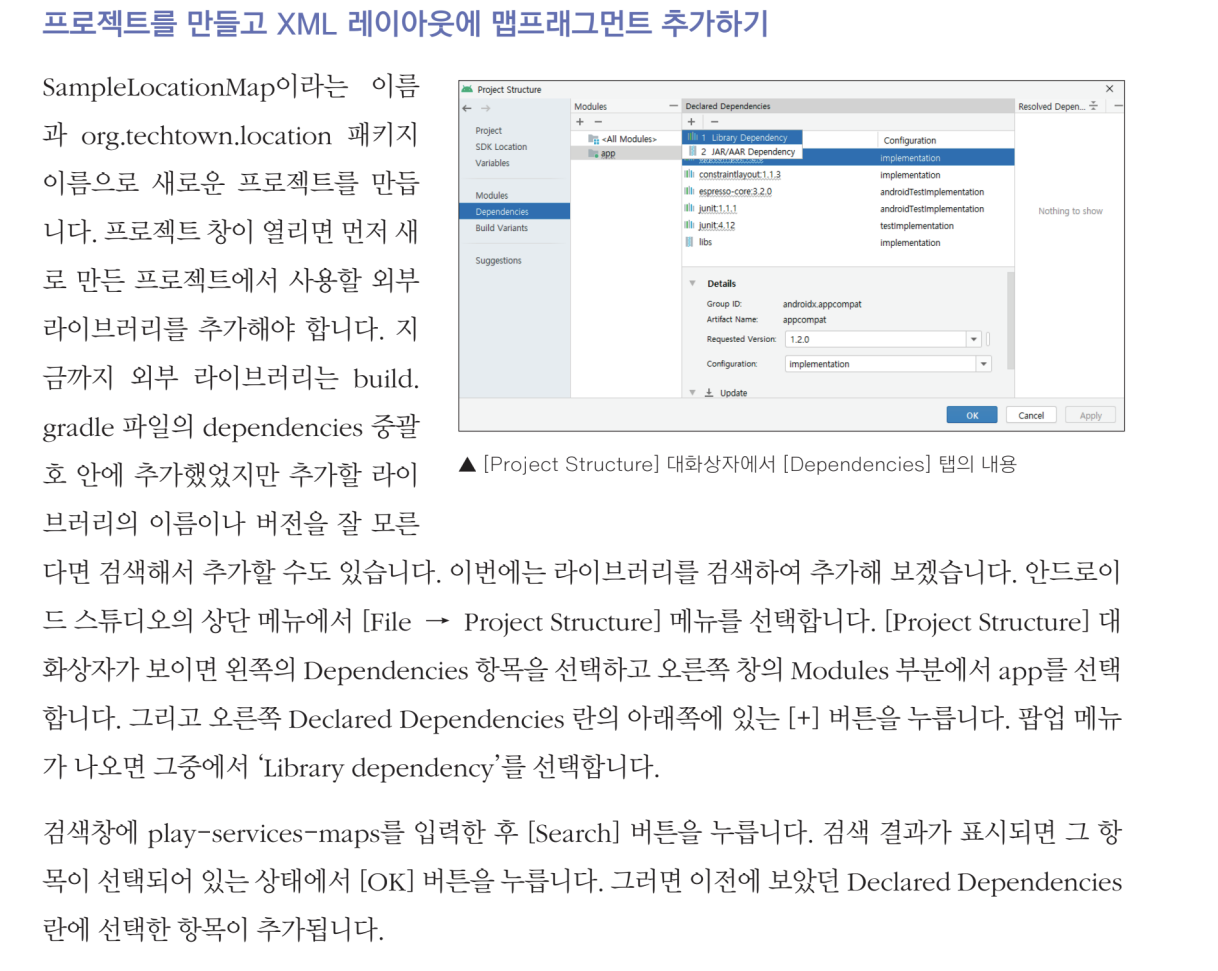 프로젝트를 만들고 XML 레이아웃에 맵프래그먼트 추가하기
SampleLocationMap이라는 이름
과 org.techtown.location 패키지
이름으로 새로운 프로젝트를 만듭
니다. 프로젝트 창이 열리면 먼저 새
로 만든 프로젝트에서 사용할 외부
라이브러리를 추가해야 합니다. 지
금까지 외부 라이브러리는 build.
gradle 파일의 dependencies 중괄
호 안에 추가했었지만 추가할 라이
브러리의 이름이나 버전을 잘 모른
Project Structure
Modules
Declared Dependencies
Resolved Depen...
Project
SDK Location
Variables
Modules
Dependencies
Build Variants
Suggestions
<All Modules>
app
1 Library Dependency
2 JAR/AAR Dependency
Configuration
implementation
constraintlayout:1.1.3 implementation
espresso-core:3.2.0 androidTestImplementation
junit:1.1.1 androidTestImplementation
junit:4.12 testImplementation
libs implementation
Nothing to show
Details
Group ID: androidx.appcompat
Artifact Name: appcompat
Requested Version: 1.2.0
Configuration: implementation
Update
OK Cancel Apply
▲ [Project Structure] 대화상자에서 [Dependencies] 탭의 내용
다면 검색해서 추가할 수도 있습니다. 이번에는 라이브러리를 검색하여 추가해 보겠습니다. 안드로이
드 스튜디오의 상단 메뉴에서 [File → Project Structure] 메뉴를 선택합니다. [Project Structure] 대
화상자가 보이면 왼쪽의 Dependencies 항목을 선택하고 오른쪽 창의 Modules 부분에서 app를 선택
합니다. 그리고 오른쪽 Declared Dependencies 란의 아래쪽에 있는 [+] 버튼을 누릅니다. 팝업 메뉴
가 나오면 그중에서 ‘Library dependency’를 선택합니다.
검색창에 play-services-maps를 입력한 후 [Search] 버튼을 누릅니다. 검색 결과가 표시되면 그 항
목이 선택되어 있는 상태에서 [OK] 버튼을 누릅니다. 그러면 이전에 보았던 Declared Dependencies
란에 선택한 항목이 추가됩니다.